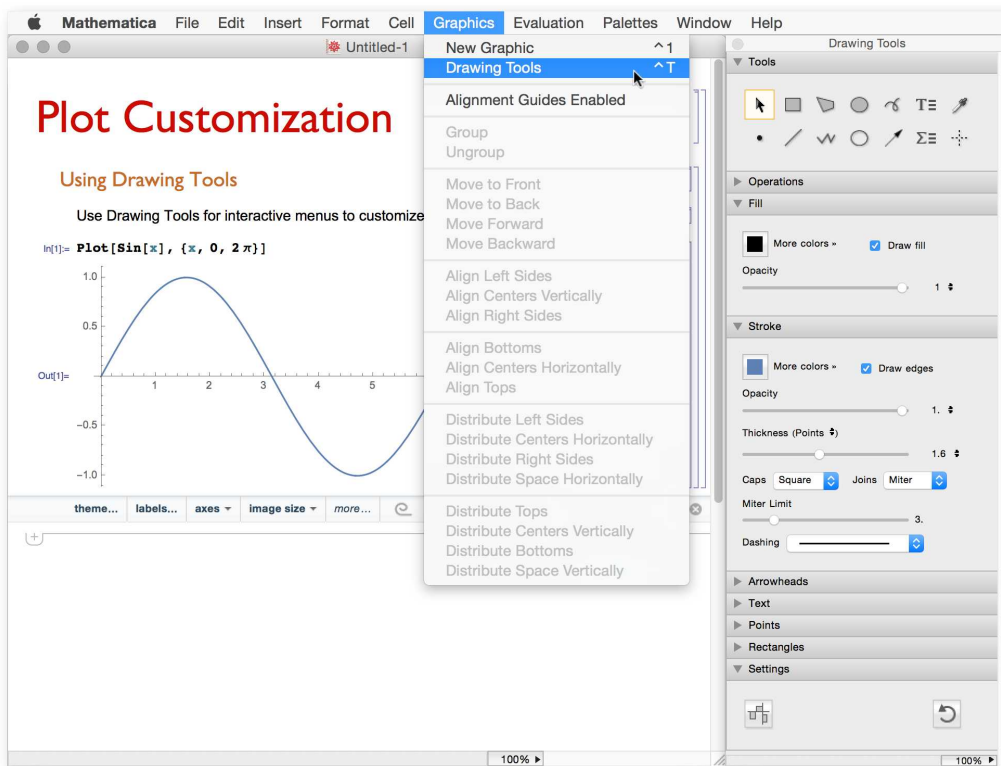 Mathematica File Edit Insert Format Cell Graphics Evaluation Palettes Window Help
Untitled-1
Plot Customization
Using Drawing Tools
Use Drawing Tools for interactive menus to customize
In[1]:= Plot[Sin[x], {x, 0, 2 π}]
1.0
0.5
Out[1]=
1 2 3 4 5
-0.5
-1.0
theme... labels... axes image size more...
100%
New Graphic ^1
Drawing Tools ^T
Alignment Guides Enabled
Group
Ungroup
Move to Front
Move to Back
Move Forward
Move Backward
Align Left Sides
Align Centers Vertically
Align Right Sides
Align Bottoms
Align Centers Horizontally
Align Tops
Distribute Left Sides
Distribute Centers Horizontally
Distribute Right Sides
Distribute Space Horizontally
Distribute Tops
Distribute Centers Vertically
Distribute Bottoms
Distribute Space Vertically
Drawing Tools
Tools
T
Σ
Operations
Fill
More colors » Draw fill
Opacity
1
Stroke
More colors » Draw edges
Opacity
1.
Thickness (Points)
1.6
Caps Square Joins Miter
Miter Limit
3.
Dashing
Arrowheads
Text
Points
Rectangles
Settings
100%